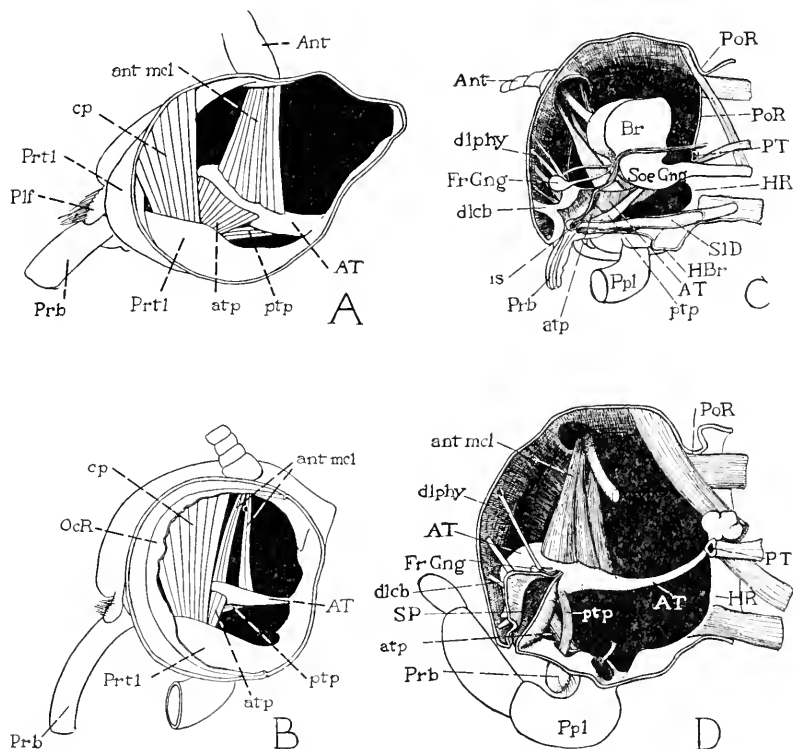 Ant
ant mcl
cp
Prt1
Plf
Prb
Prt1
atp
ptp
AT
A
Ant
dlphy
FrGng
dlcb
is
Prb
atp
Br
SoeGng
Ppl
PoR
PoR
PT
HR
SlD
HBr
AT
ptp
C
cp
ant mcl
OcR
AT
ptp
atp
Prt1
Prb
B
ant mcl
dlphy
AT
FrGng
dlcb
SP
atp
Prb
Ppl
ptp
AT
PoR
PT
HR
D